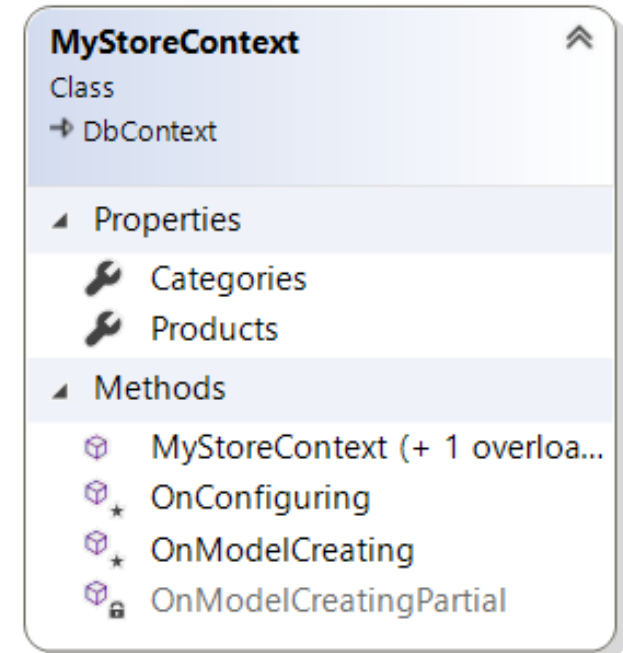 MyStoreContext
Class
DbContext
Properties
Categories
Products
Methods
MyStoreContext (+ 1 overloa...
OnConfiguring
OnModelCreating
OnModelCreatingPartial